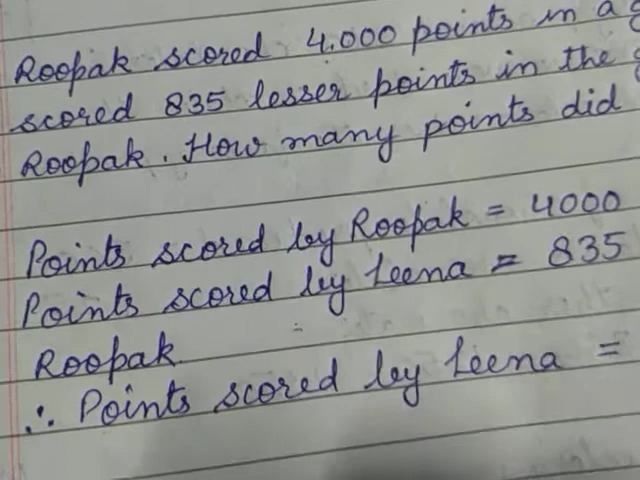 Roopak scored 4.000 points in a
scored 835 lesser points in the
Roopak. How many points did
Points scored by Roopak = 4000
Points scored by Leena = 835
Roopak
∴ Points scored by Leena =